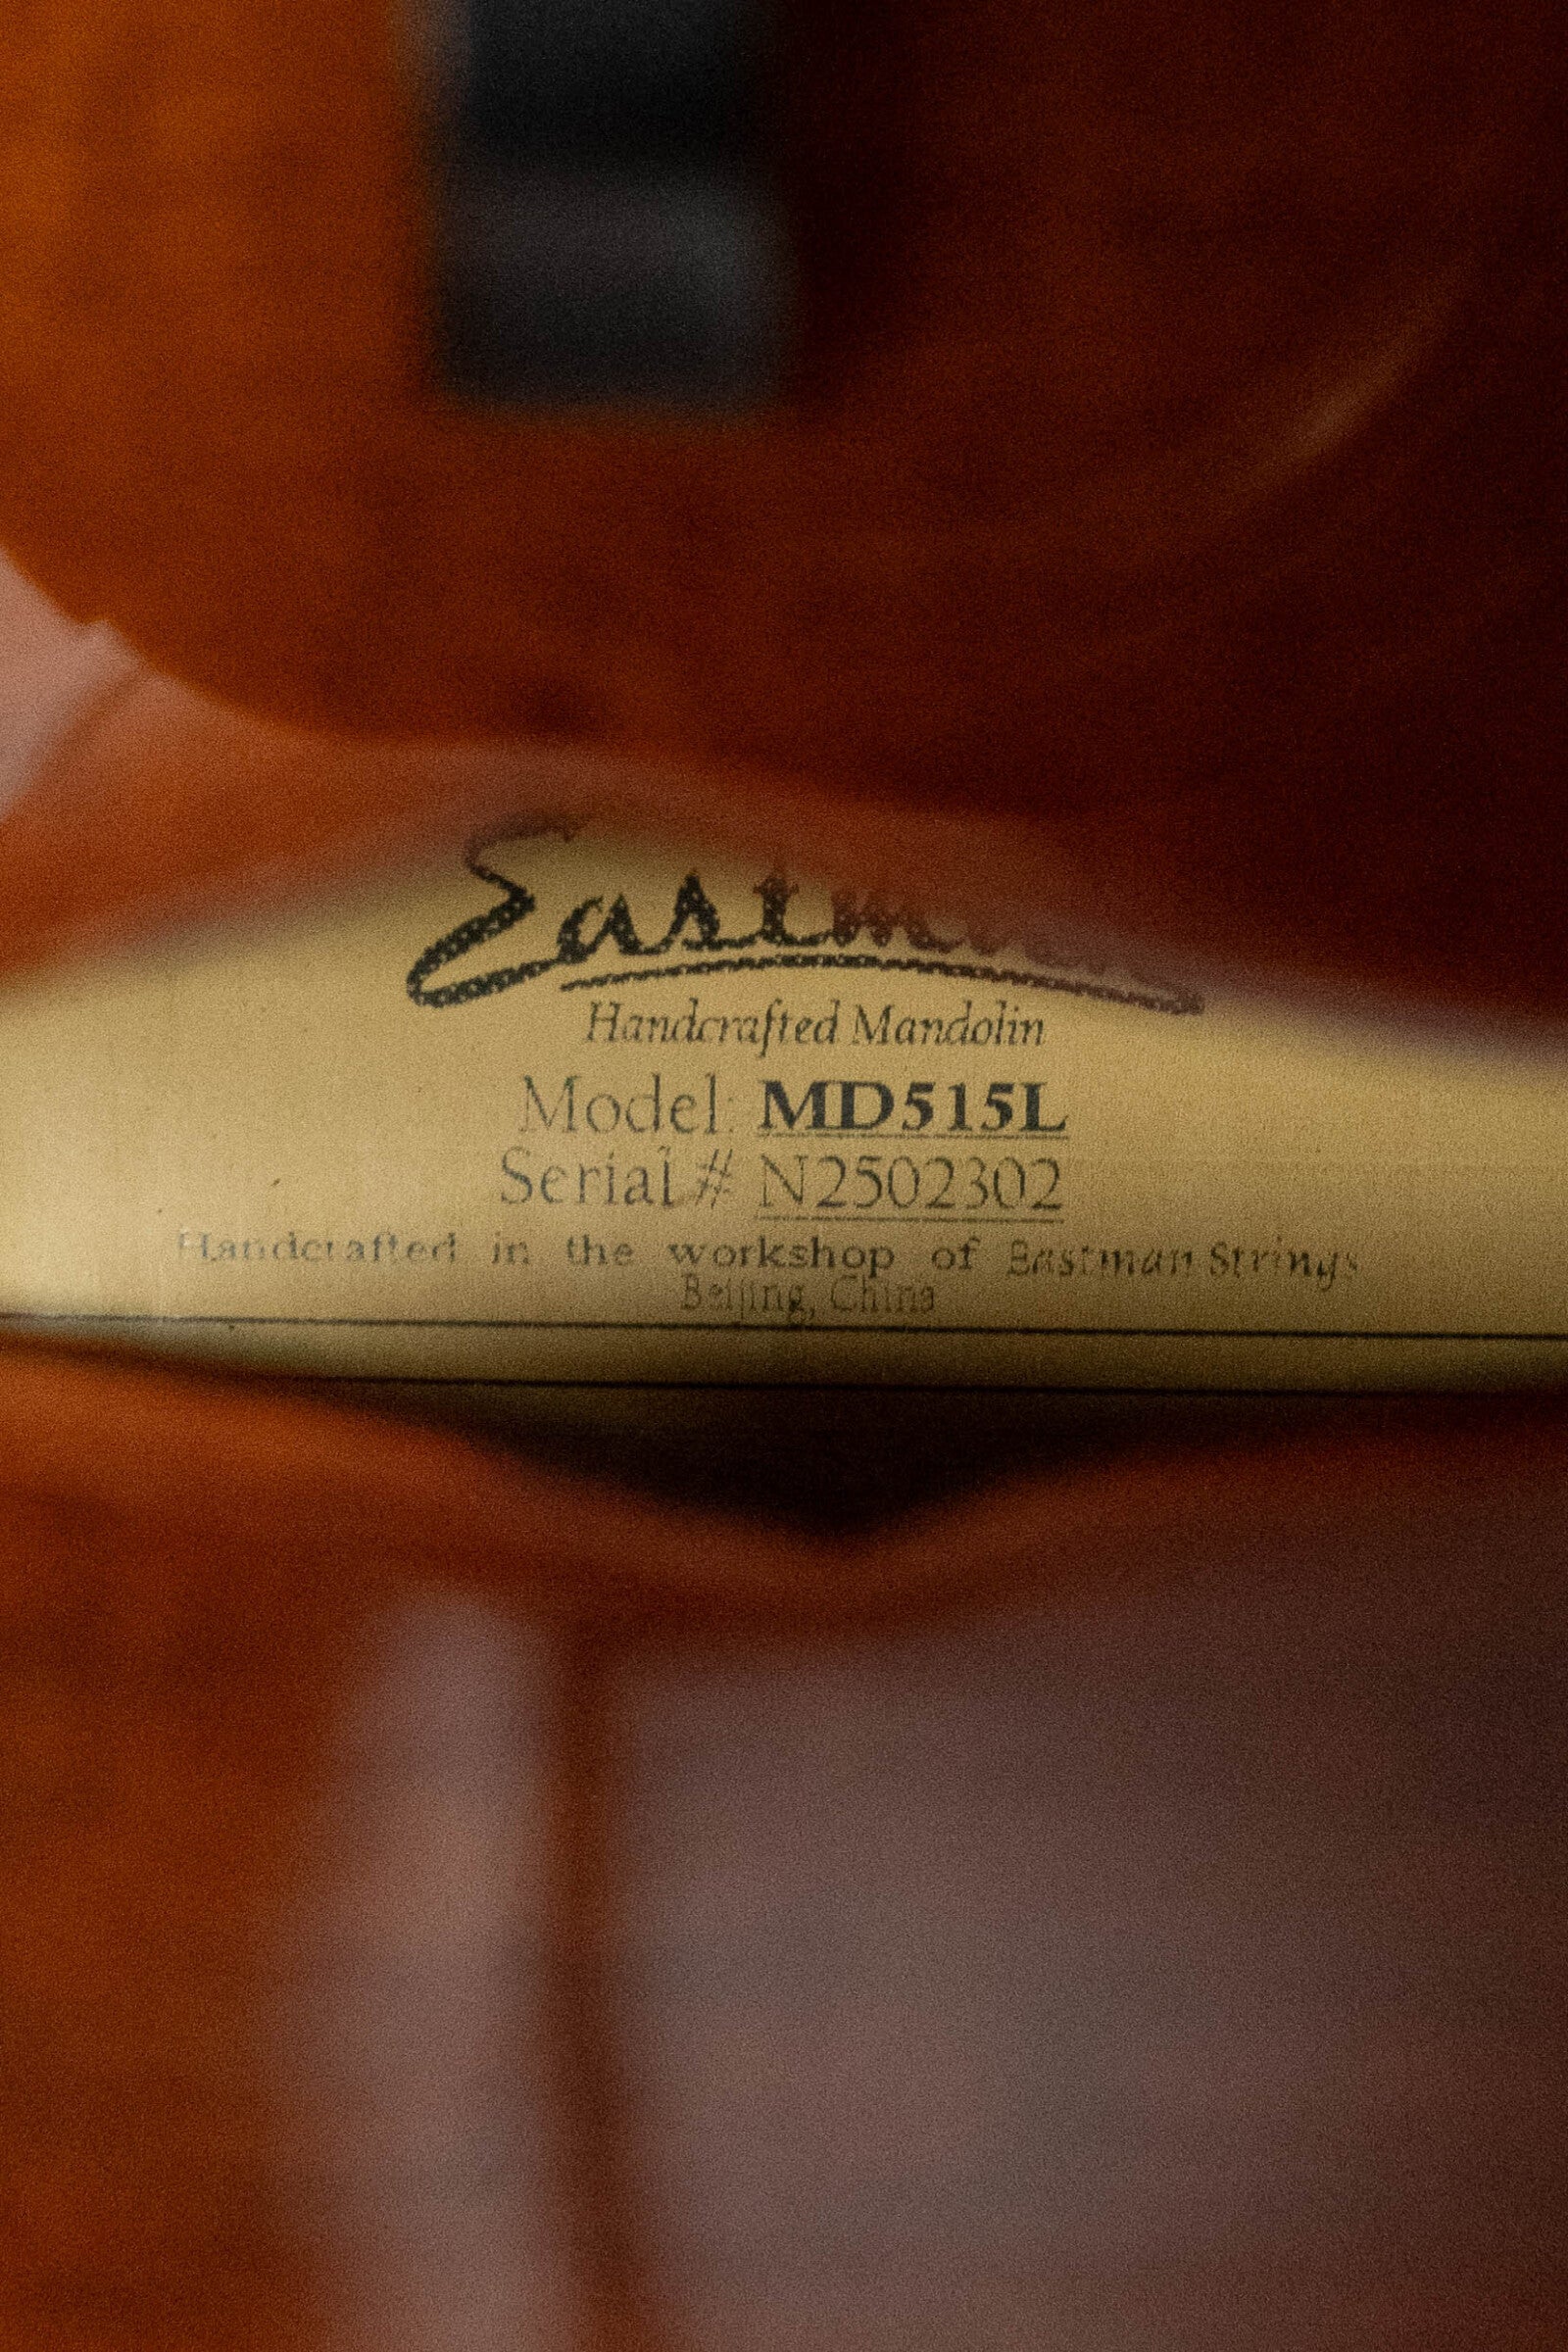 Eastman
Handcrafted Mandolin
Model: MD515L
Serial # N2502302
Handcrafted in the workshop of Eastman Strings
Beijing, China